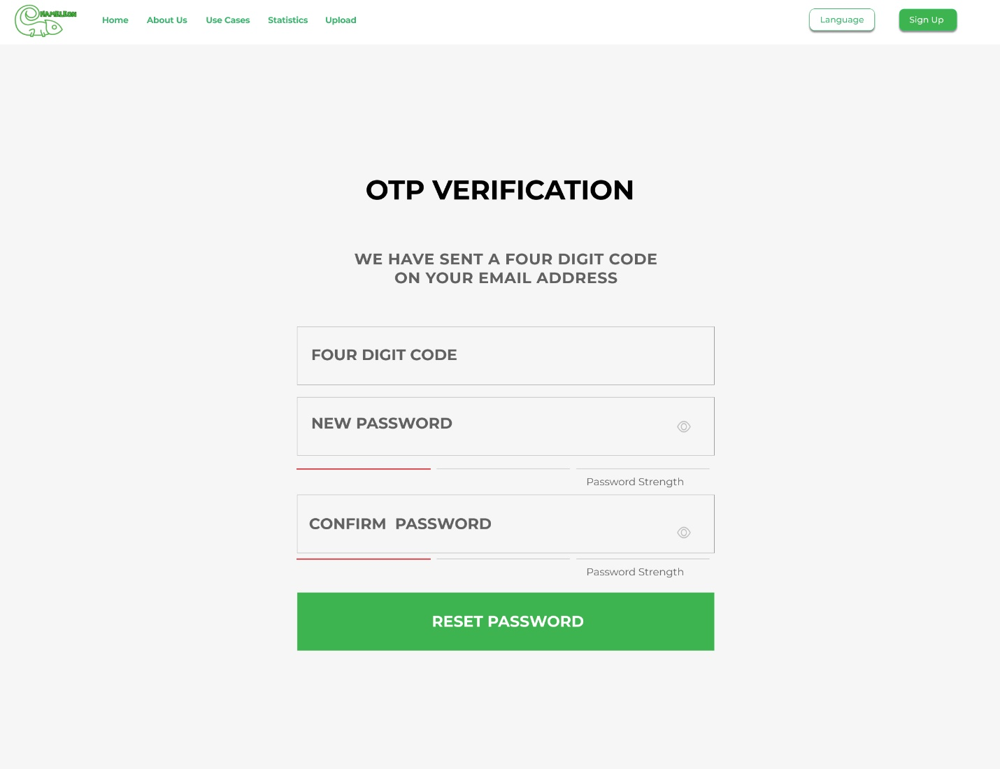 HAMELEON
Home
About Us
Use Cases
Statistics
Upload
Language
Sign Up
OTP VERIFICATION
WE HAVE SENT A FOUR DIGIT CODE
ON YOUR EMAIL ADDRESS
FOUR DIGIT CODE
NEW PASSWORD
Password Strength
CONFIRM PASSWORD
Password Strength
RESET PASSWORD